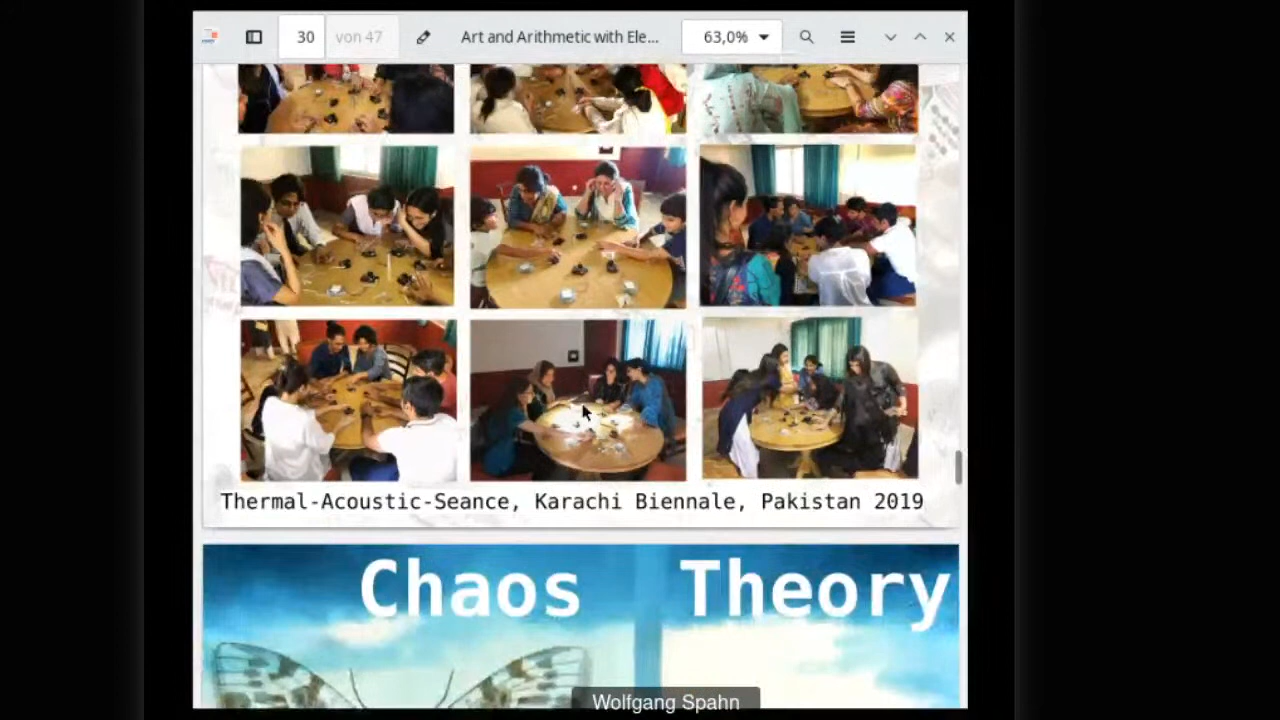 30
von 47
Art and Arithmetic with Ele...
63,0%
Thermal-Acoustic-Seance, Karachi Biennale, Pakistan 2019
Chaos Theory
Wolfgang Spahn